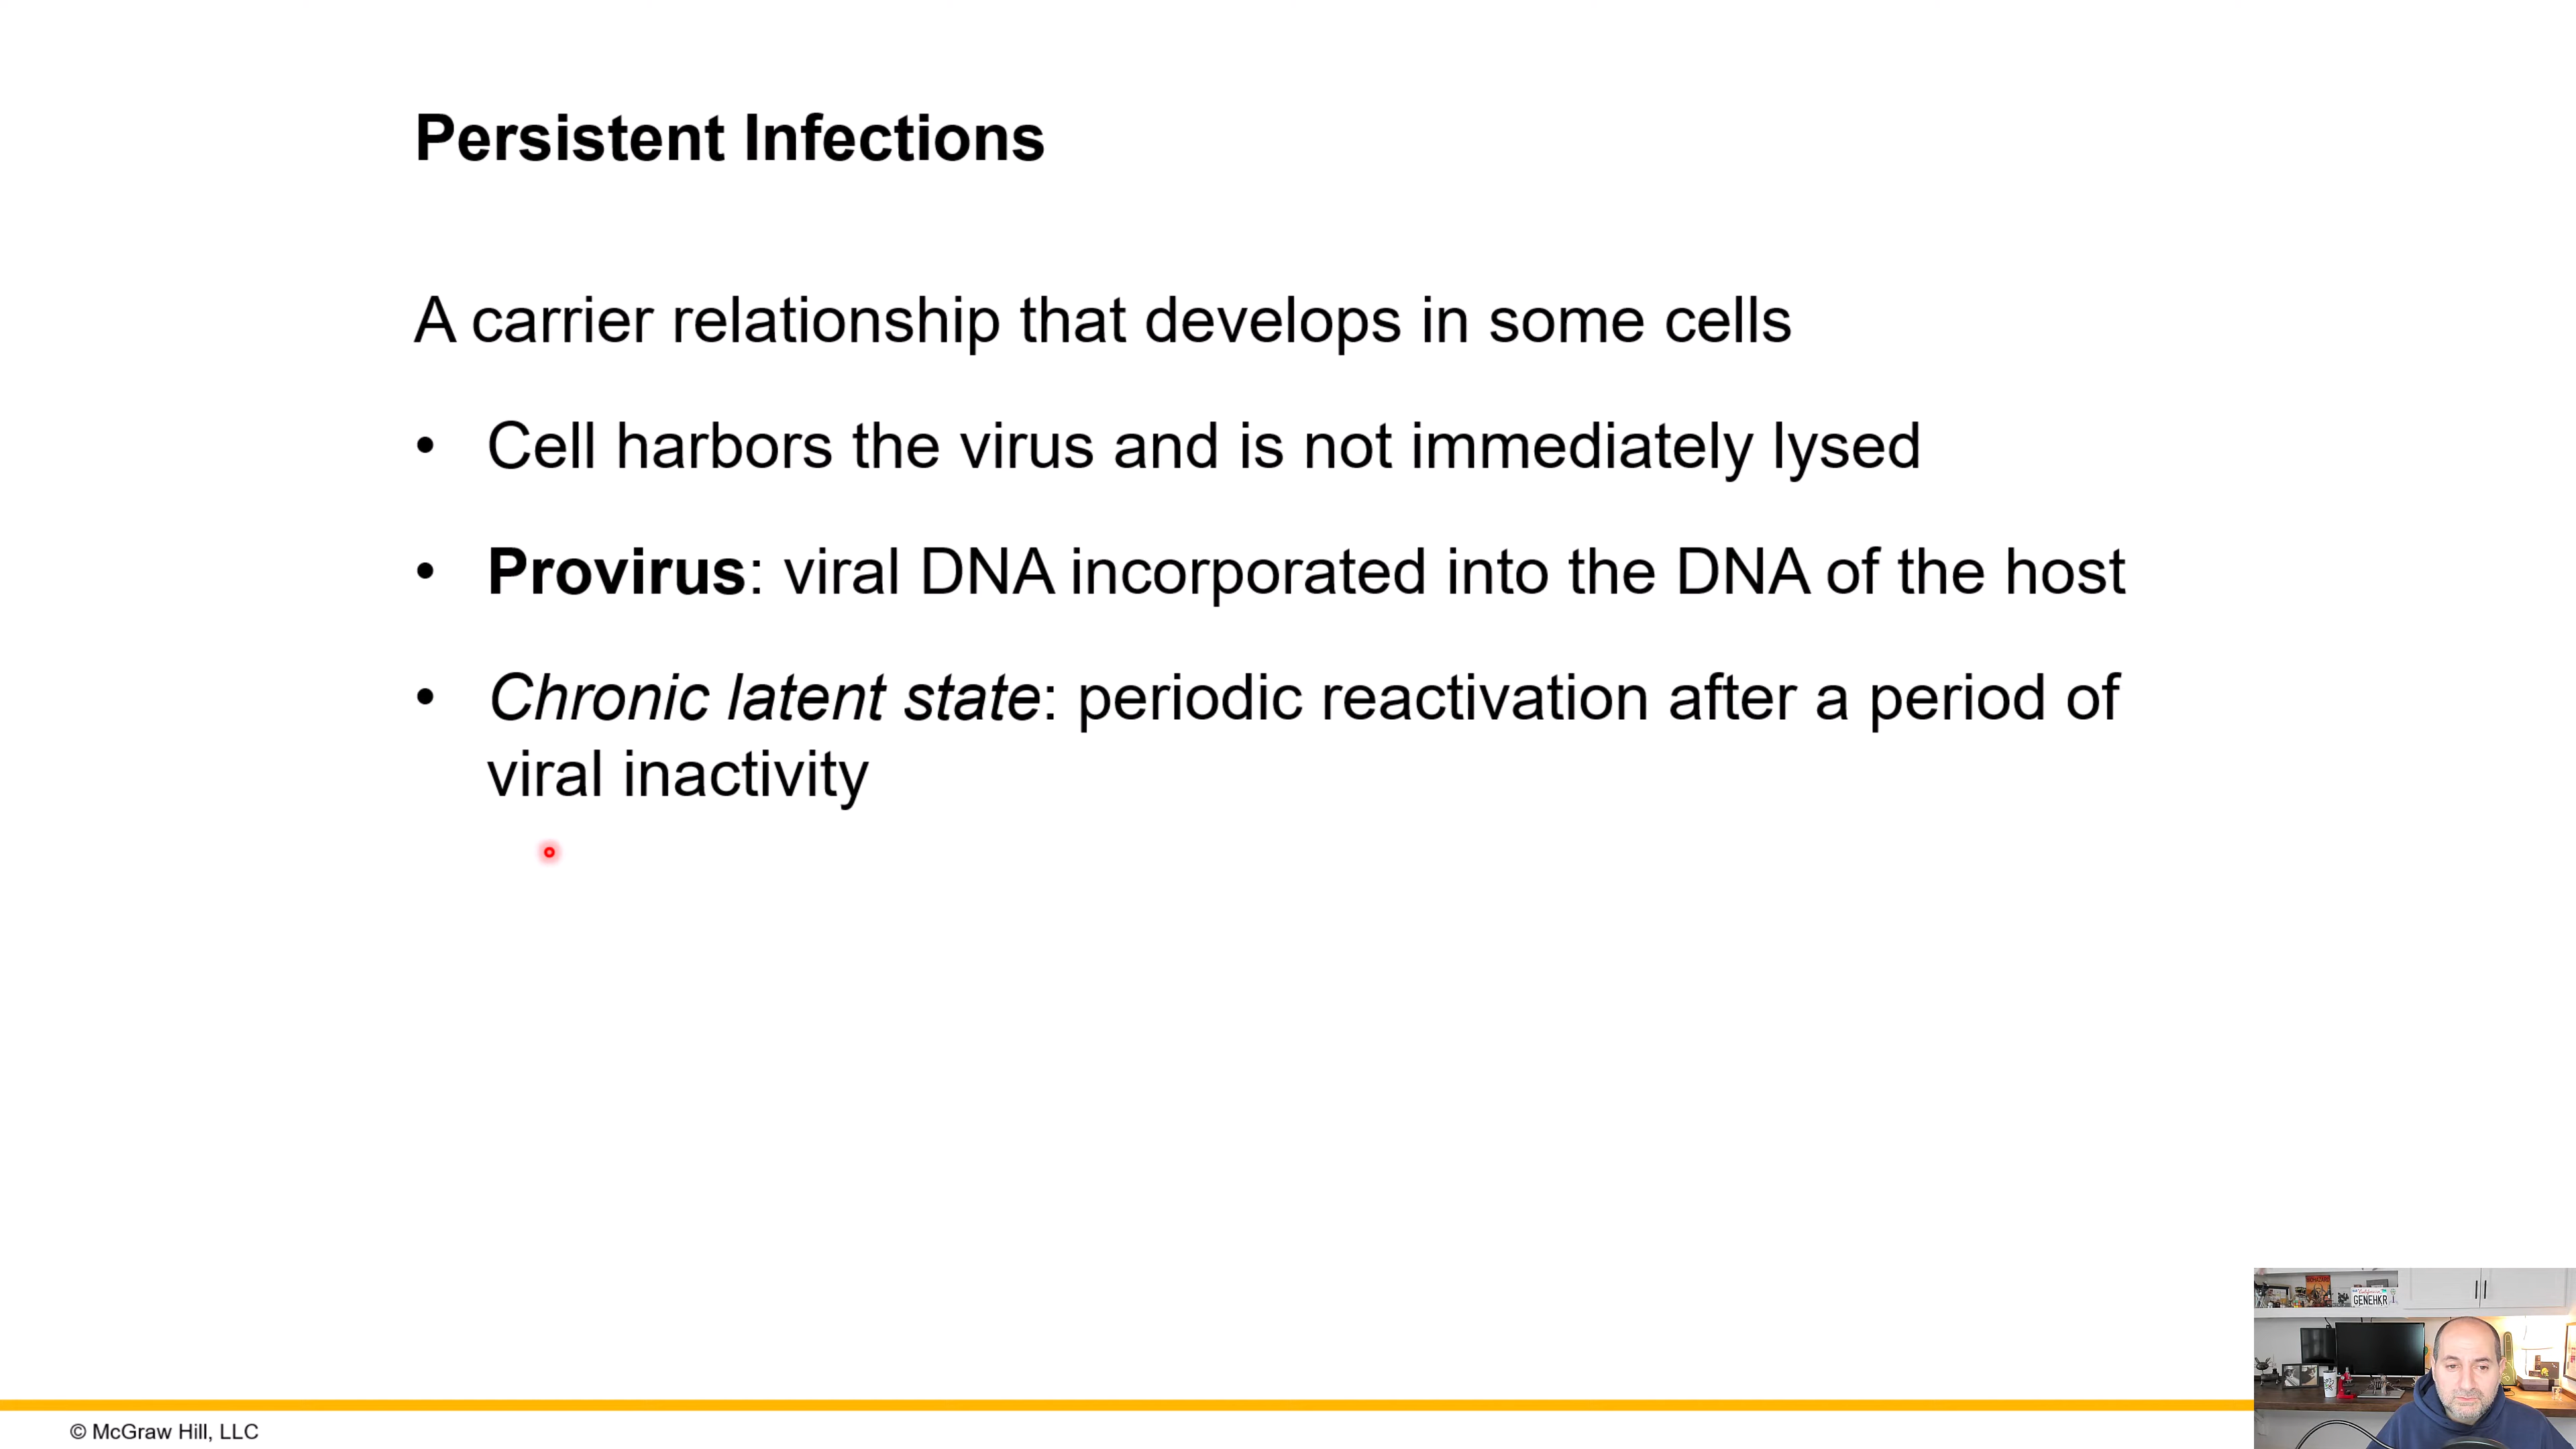 Persistent Infections
A carrier relationship that develops in some cells
• Cell harbors the virus and is not immediately lysed
• Provirus: viral DNA incorporated into the DNA of the host
• Chronic latent state: periodic reactivation after a period of
viral inactivity
GENEHKR
© McGraw Hill, LLC